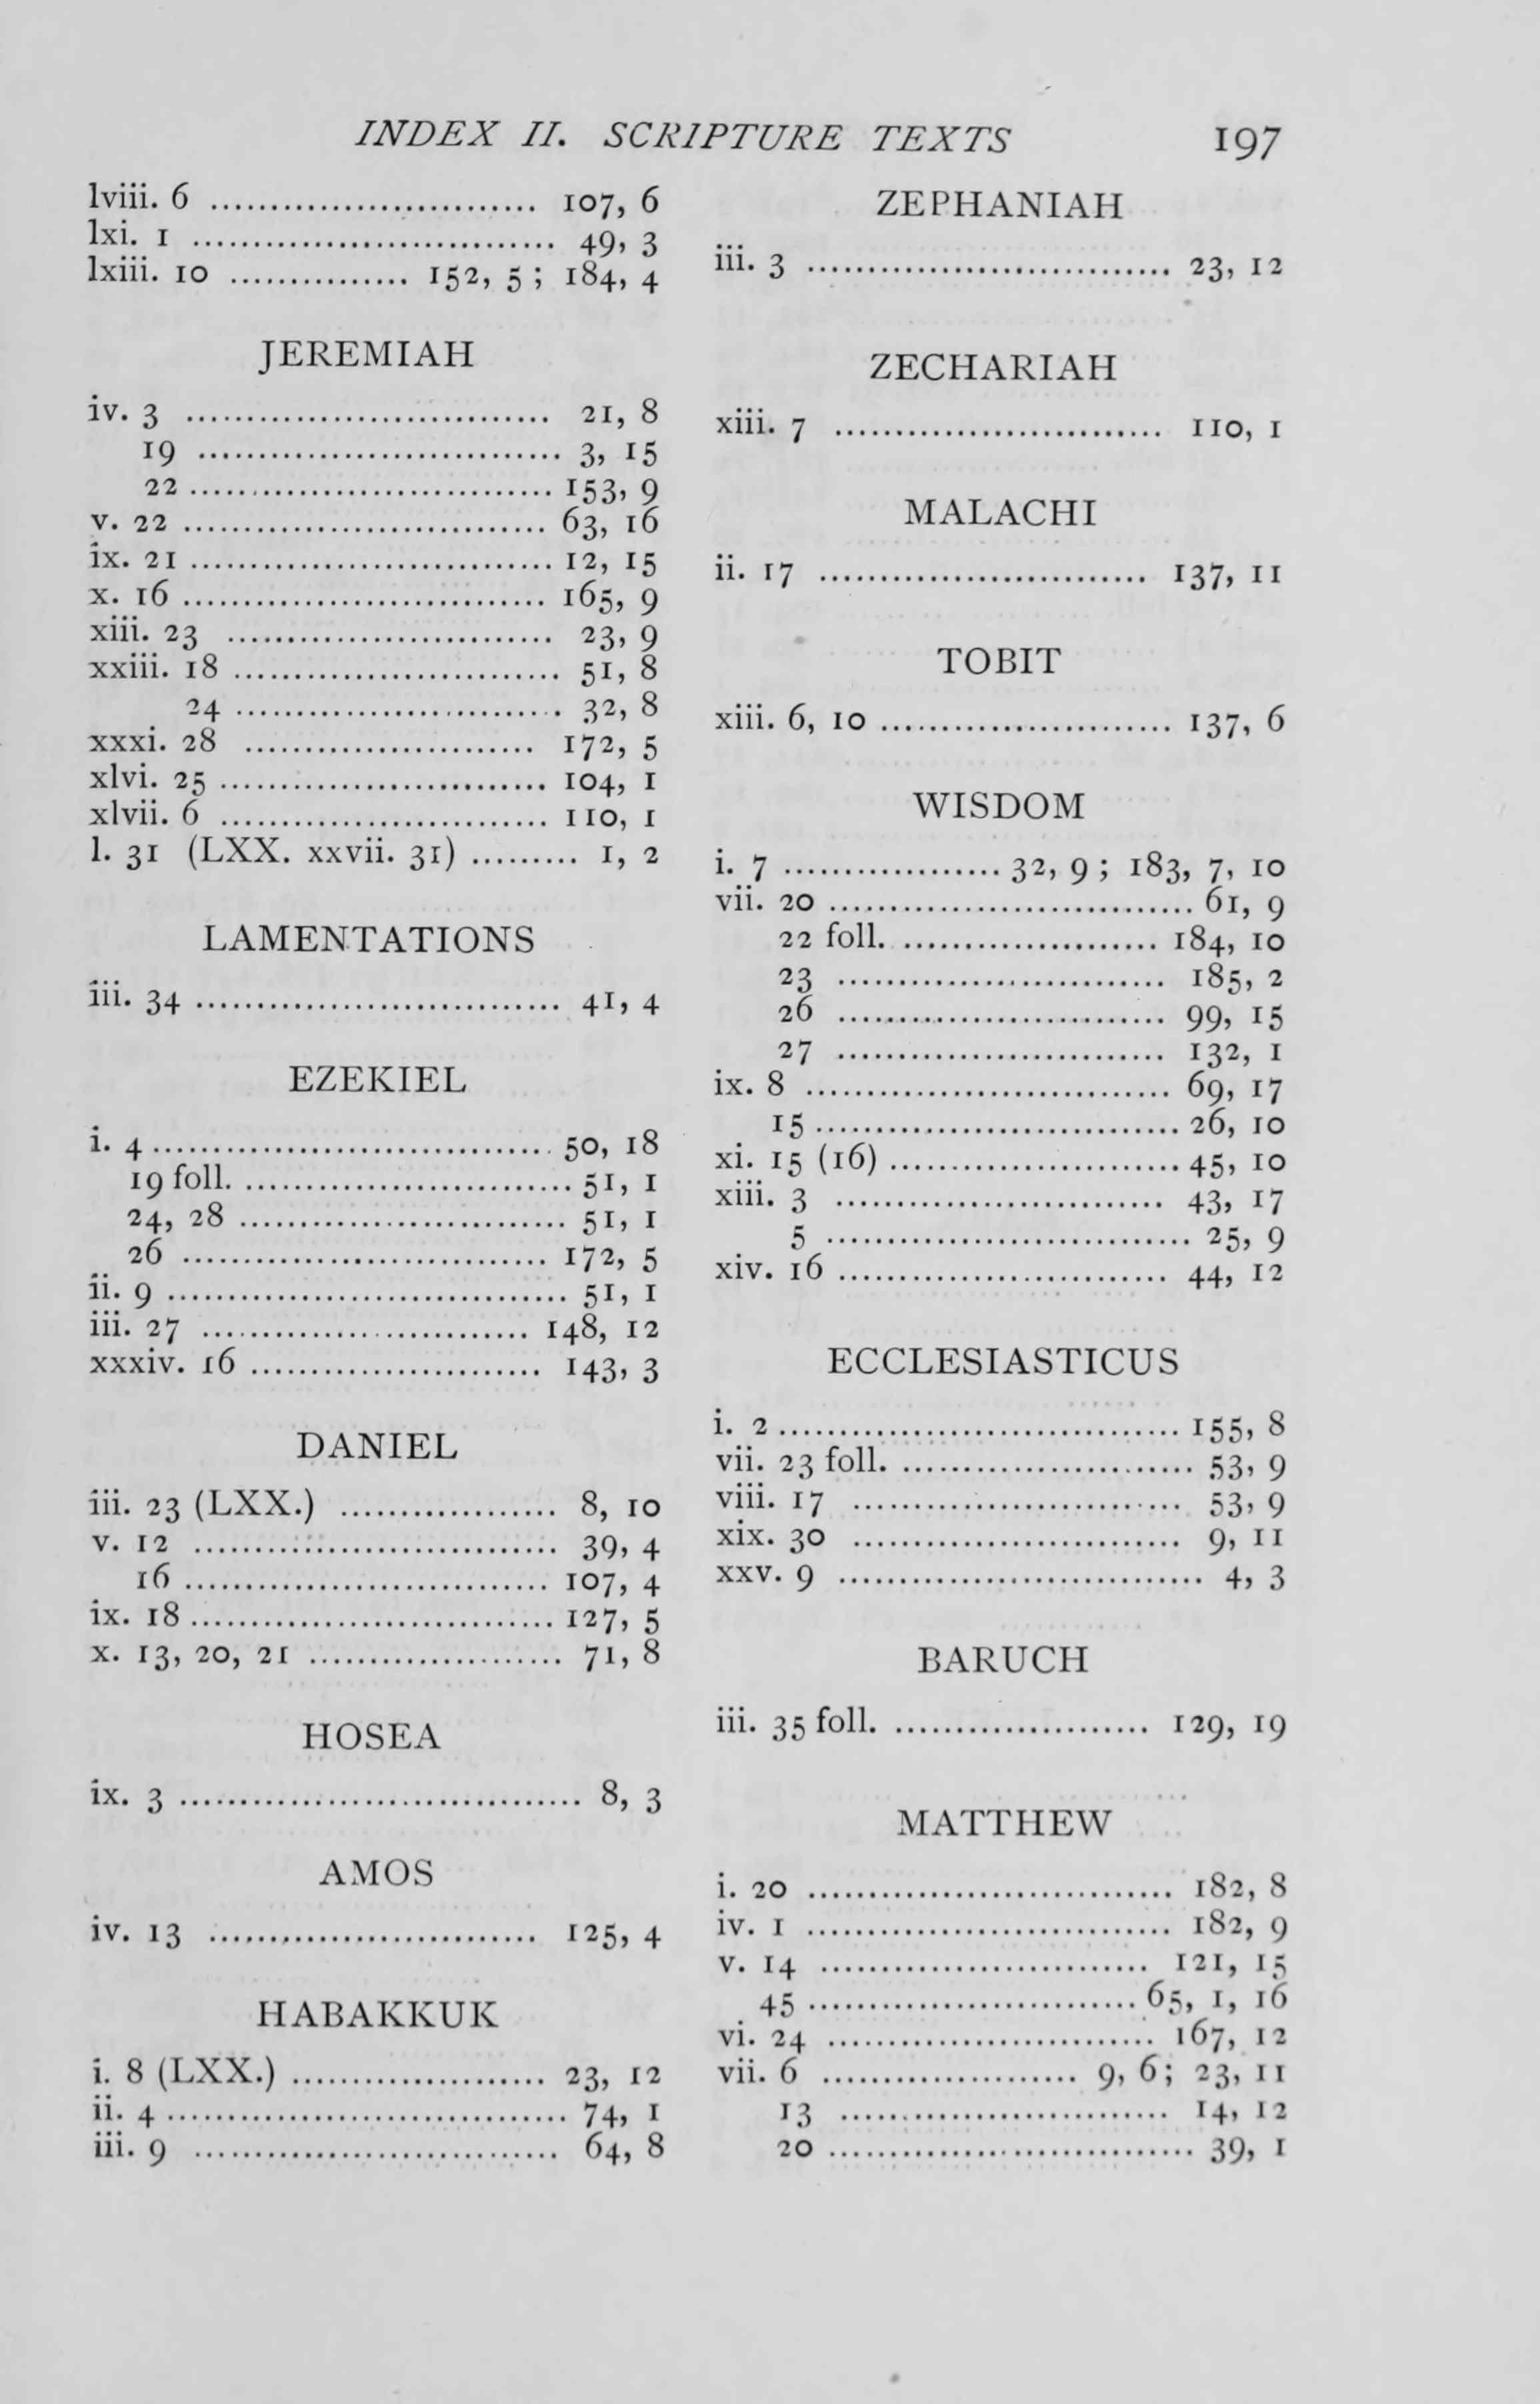 INDEX II. SCRIPTURE TEXTS 197
lviii. 6 ........................... 107, 6
lxi. 1 .............................. 49, 3
lxiii. 10 ............... 152, 5 ; 184, 4
JEREMIAH
iv. 3 .............................. 21, 8
19 .............................. 3, 15
22 .............................. 153, 9
v. 22 .............................. 63, 16
ix. 21 .............................. 12, 15
x. 16 .............................. 165, 9
xiii. 23 ........................... 23, 9
xxiii. 18 ........................... 51, 8
24 ........................... 32, 8
xxxi. 28 ........................ 172, 5
xlvi. 25 ........................... 104, 1
xlvii. 6 ........................... 110, 1
l. 31 (LXX. xxvii. 31) ......... 1, 2
LAMENTATIONS
iii. 34 .............................. 41, 4
EZEKIEL
i. 4 ................................. 50, 18
19 foll. ........................... 51, 1
24, 28 ........................... 51, 1
26 .............................. 172, 5
ii. 9 ................................. 51, 1
iii. 27 ........................... 148, 12
xxxiv. 16 ........................ 143, 3
DANIEL
iii. 23 (LXX.) .................. 8, 10
v. 12 .............................. 39, 4
16 .............................. 107, 4
ix. 18 .............................. 127, 5
x. 13, 20, 21 ..................... 71, 8
HOSEA
ix. 3 ................................. 8, 3
AMOS
iv. 13 ........................... 125, 4
HABAKKUK
i. 8 (LXX.) ..................... 23, 12
ii. 4 ................................. 74, 1
iii. 9 .............................. 64, 8
ZEPHANIAH
iii. 3 .............................. 23, 12
ZECHARIAH
xiii. 7 ........................... 110, 1
MALACHI
ii. 17 ........................... 137, 11
TOBIT
xiii. 6, 10 ........................ 137, 6
WISDOM
i. 7 .................. 32, 9 ; 183, 7, 10
vii. 20 .............................. 61, 9
22 foll. ..................... 184, 10
23 ........................... 185, 2
26 ........................... 99, 15
27 ........................... 132, 1
ix. 8 .............................. 69, 17
15 .............................. 26, 10
xi. 15 (16) ........................ 45, 10
xiii. 3 ........................... 43, 17
5 .............................. 25, 9
xiv. 16 ........................... 44, 12
ECCLESIASTICUS
i. 2 ................................. 155, 8
vii. 23 foll. ........................ 53, 9
viii. 17 ........................... 53, 9
xix. 30 ........................... 9, 11
xxv. 9 .............................. 4, 3
BARUCH
iii. 35 foll. ..................... 129, 19
MATTHEW
i. 20 .............................. 182, 8
iv. 1 .............................. 182, 9
v. 14 ........................... 121, 15
45 ........................... 65, 1, 16
vi. 24 ........................... 167, 12
vii. 6 ..................... 9, 6; 23, 11
13 ........................... 14, 12
20 .............................. 39, 1